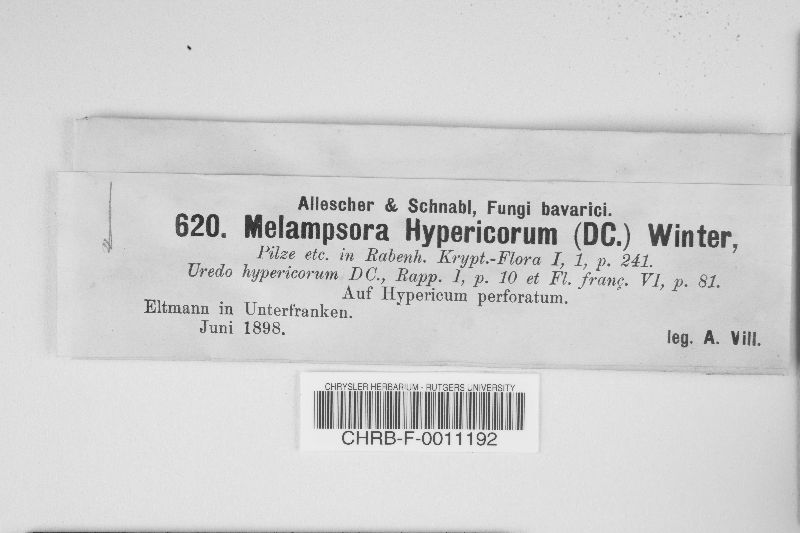 Allescher & Schnabl, Fungi bavarici.
620. Melampsora Hypericorum (DC.) Winter,
Pilze etc. in Rabenh. Krypt.-Flora I, 1, p. 241.
Uredo hypericorum DC., Rapp. I, p. 10 et Fl. franç. VI, p. 81.
Auf Hypericum perforatum.
Eltmann in Unterfranken.
Juni 1898.
leg. A. Vill.
CHRYSLER HERBARIUM - RUTGERS UNIVERSITY
CHRB-F-0011192